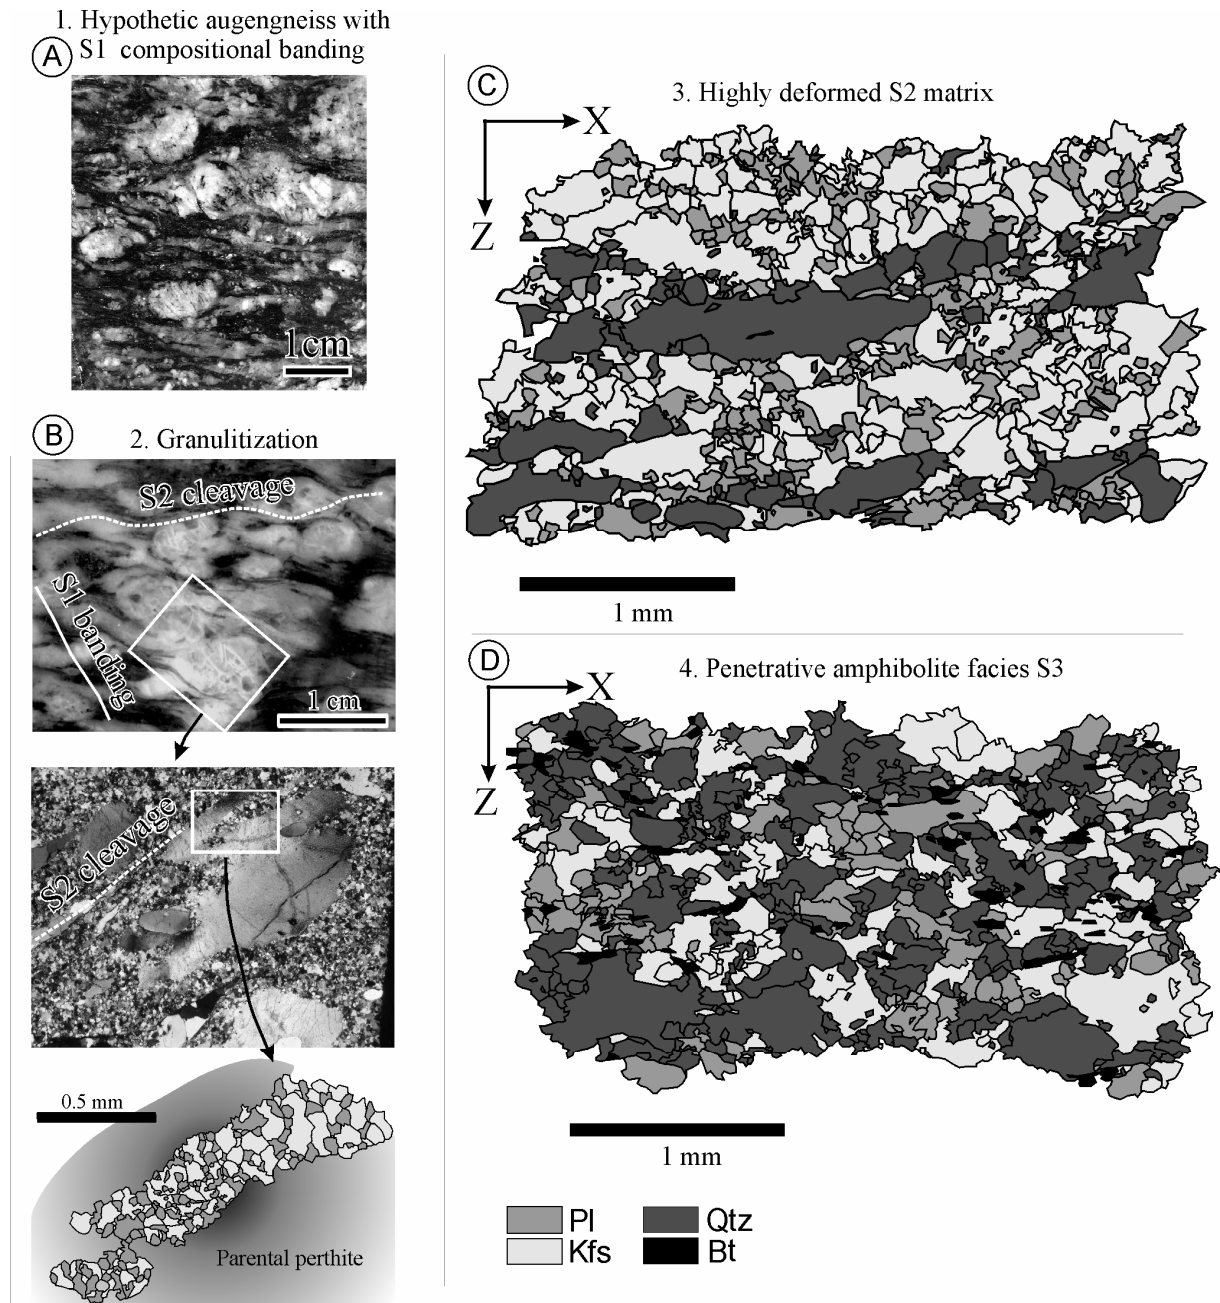 1. Hypothetic augengneiss with
S1 compositional banding
A
1cm
B
2. Granulitization
S2 cleavage
S1 banding
1 cm
S2 cleavage
0.5 mm
Parental perthite
C
3. Highly deformed S2 matrix
X
Z
1 mm
D
4. Penetrative amphibolite facies S3
X
Z
1 mm
Pl
Qtz
Kfs
Bt